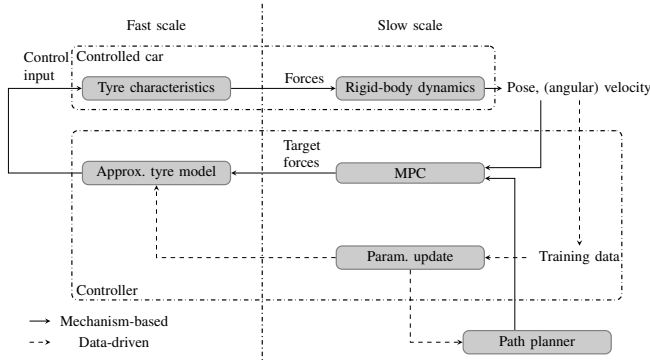 Fast scale
Slow scale
Controlled car
Control
input
Tyre characteristics
Forces
Rigid-body dynamics
Pose, (angular) velocity
Target
forces
Approx. tyre model
MPC
Param. update
Training data
Controller
Mechanism-based
Data-driven
Path planner